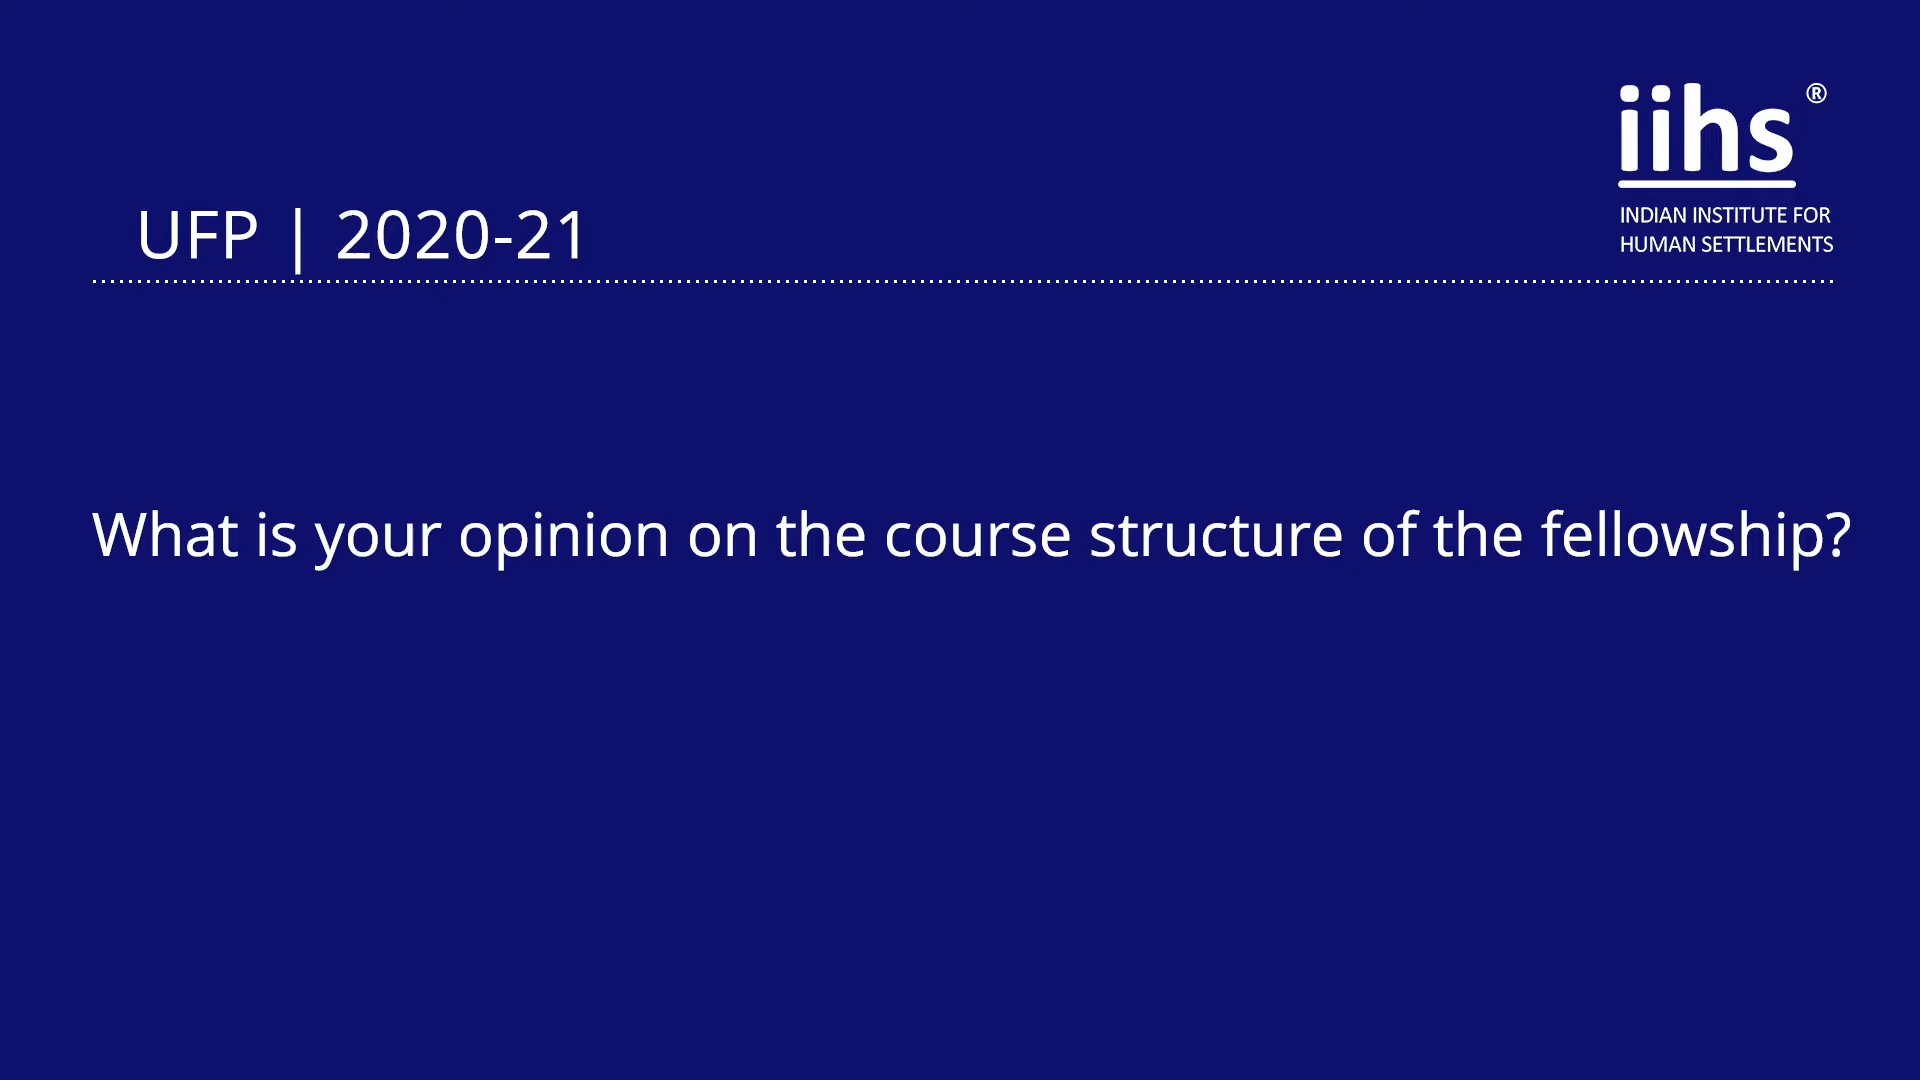 iihs®
INDIAN INSTITUTE FOR
HUMAN SETTLEMENTS
UFP | 2020-21
What is your opinion on the course structure of the fellowship?